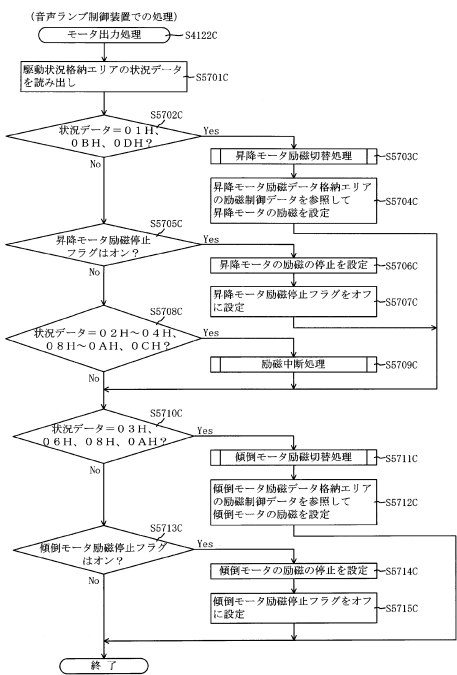 （音声ランプ制御装置での処理）
モータ出力処理
S4122C
駆動状況格納エリアの状況データ
を読み出し
S5701C
S5702C
状況データ＝０１Ｈ、
０ＢＨ、０ＤＨ？
Yes
No
昇降モータ励磁切替処理
S5703C
昇降モータ励磁データ格納エリア
の励磁制御データを参照して
昇降モータの励磁を設定
S5704C
S5705C
昇降モータ励磁停止
フラグはオン？
Yes
No
昇降モータの励磁の停止を設定
S5706C
昇降モータ励磁停止フラグをオフ
に設定
S5707C
S5708C
状況データ＝０２Ｈ～０４Ｈ、
０８Ｈ～０ＡＨ、０ＣＨ？
Yes
No
励磁中断処理
S5709C
S5710C
状況データ＝０３Ｈ、
０６Ｈ、０８Ｈ、０ＡＨ？
Yes
No
傾倒モータ励磁切替処理
S5711C
傾倒モータ励磁データ格納エリア
の励磁制御データを参照して
傾倒モータの励磁を設定
S5712C
S5713C
傾倒モータ励磁停止フラグ
はオン？
Yes
No
傾倒モータの励磁の停止を設定
S5714C
傾倒モータ励磁停止フラグをオフ
に設定
S5715C
終 了